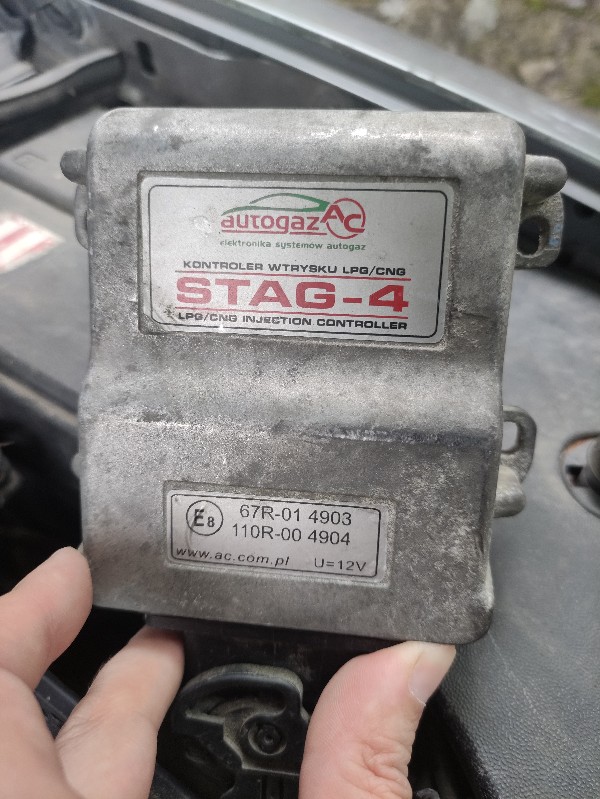 autogaz AC
elektronika systemów autogaz
KONTROLER WTRYSKU LPG/CNG
STAG-4
LPG/CNG INJECTION CONTROLLER
E8
67R-01 4903
110R-00 4904
www.ac.com.pl U=12V